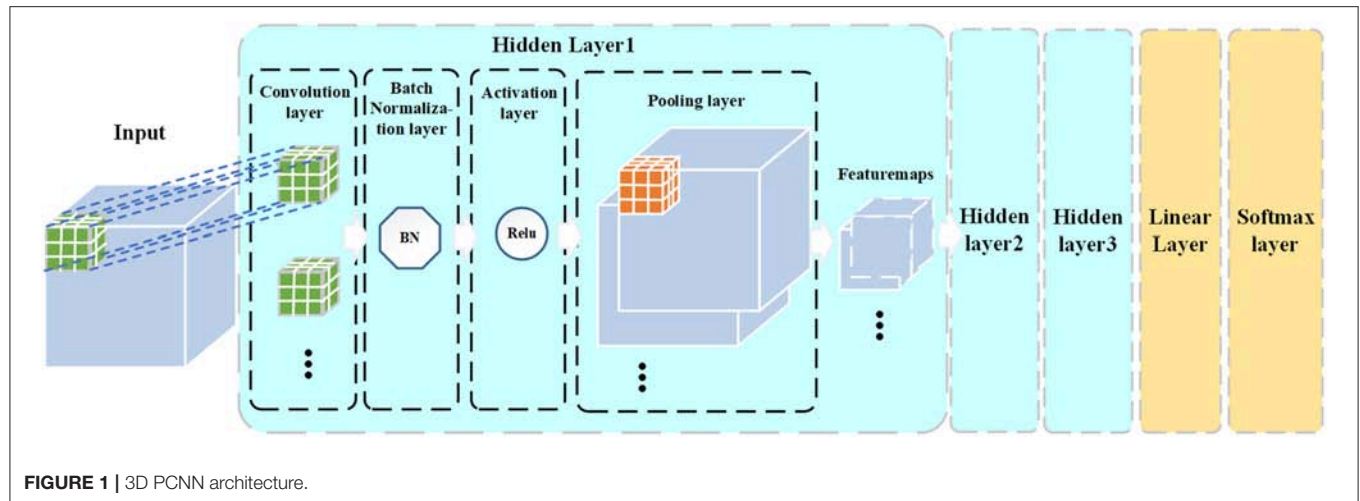 Hidden Layer1
Input
Convolution
layer
Batch
Normaliza-
tion layer
Activation
layer
Pooling layer
Featuremaps
BN
Relu
Hidden
layer2
Hidden
layer3
Linear
Layer
Softmax
layer
FIGURE 1 | 3D PCNN architecture.